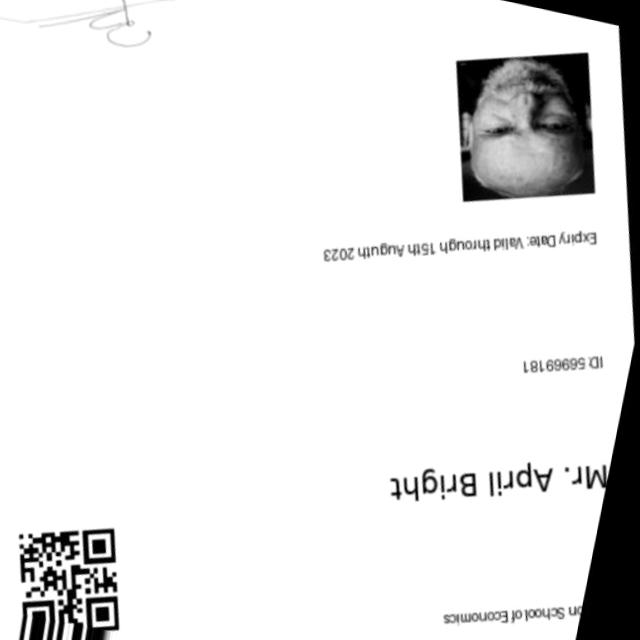 School of Economics
Mr. April Bright
ID: 56969181
Expiry Date: Valid through 15th Auguth 2023